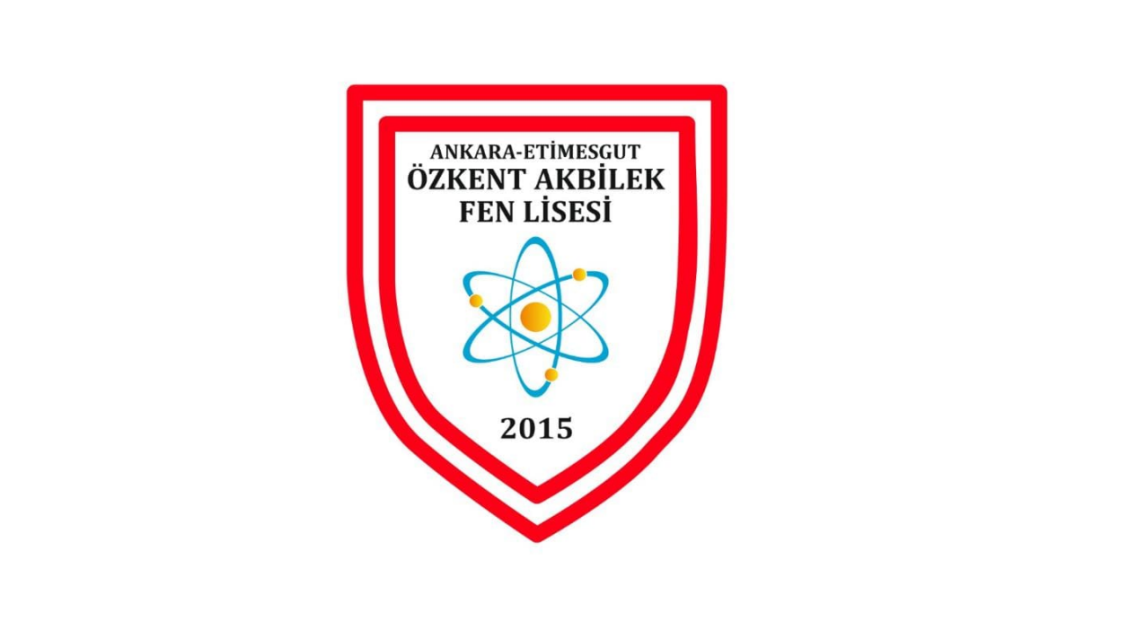 ANKARA-ETİMESGUT
ÖZKENT AKBİLEK
FEN LİSESİ
2015